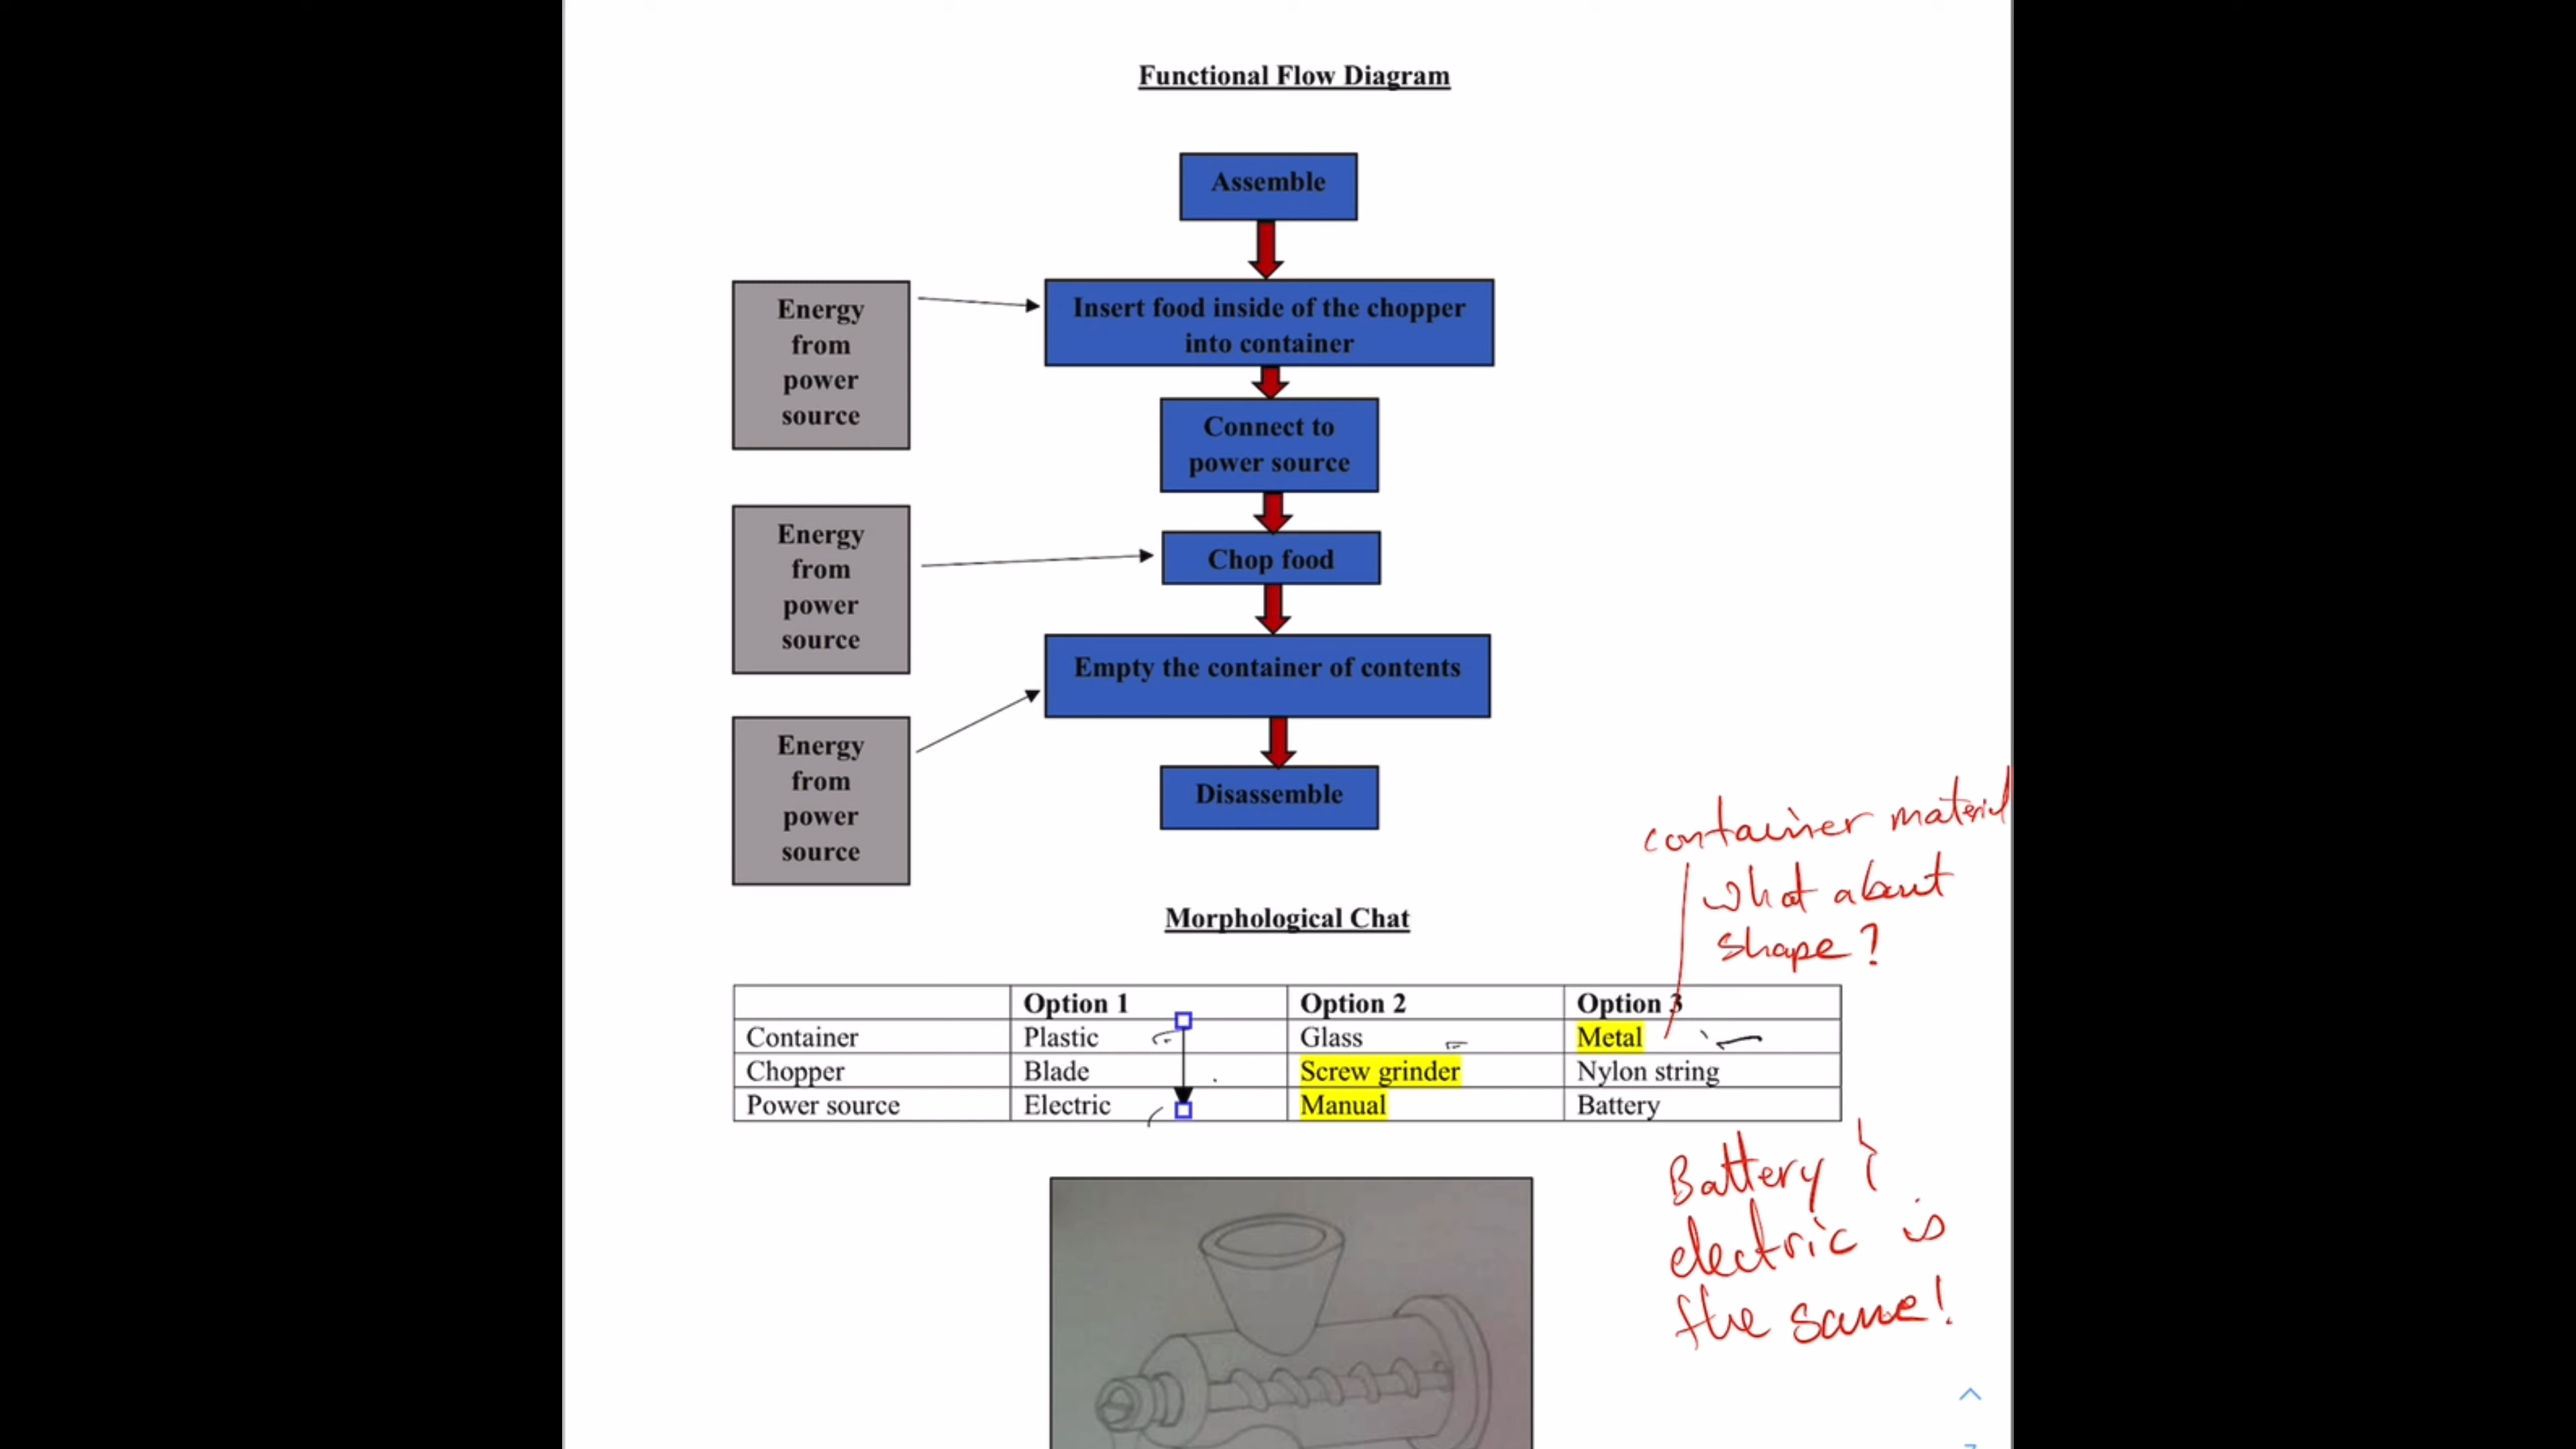 Functional Flow Diagram
Assemble
Energy
from
power
source
Insert food inside of the chopper
into container
Connect to
power source
Energy
from
power
source
Chop food
Empty the container of contents
Energy
from
power
source
Disassemble
container material
what about
shape?
Morphological Chat
Option 1 Option 2 Option 3
Container Plastic Glass Metal
Chopper Blade Screw grinder Nylon string
Power source Electric Manual Battery
Battery &
electric is
the same!